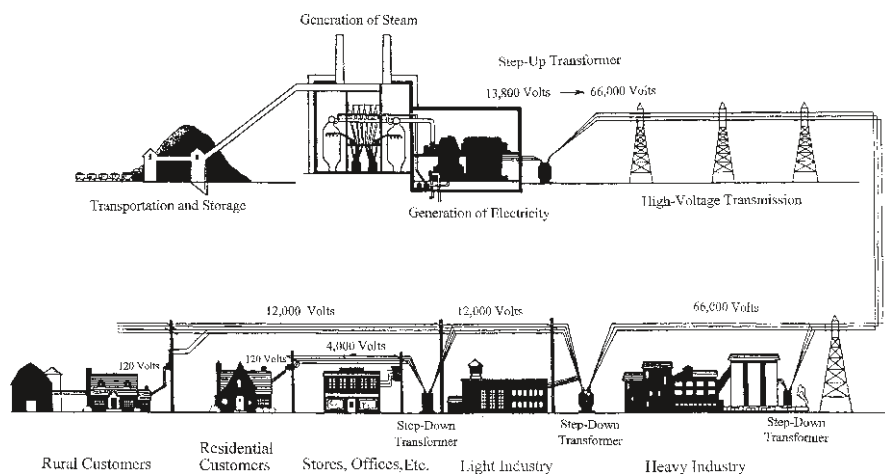 Generation of Steam
Step-Up Transformer
13,800 Volts → 66,000 Volts
Transportation and Storage
Generation of Electricity
High-Voltage Transmission
12,000 Volts
12,000 Volts
66,000 Volts
4,000 Volts
120 Volts
120 Volts
Step-Down
Transformer
Step-Down
Transformer
Step-Down
Transformer
Rural Customers
Residential
Customers
Stores, Offices,Etc.
Light Industry
Heavy Industry